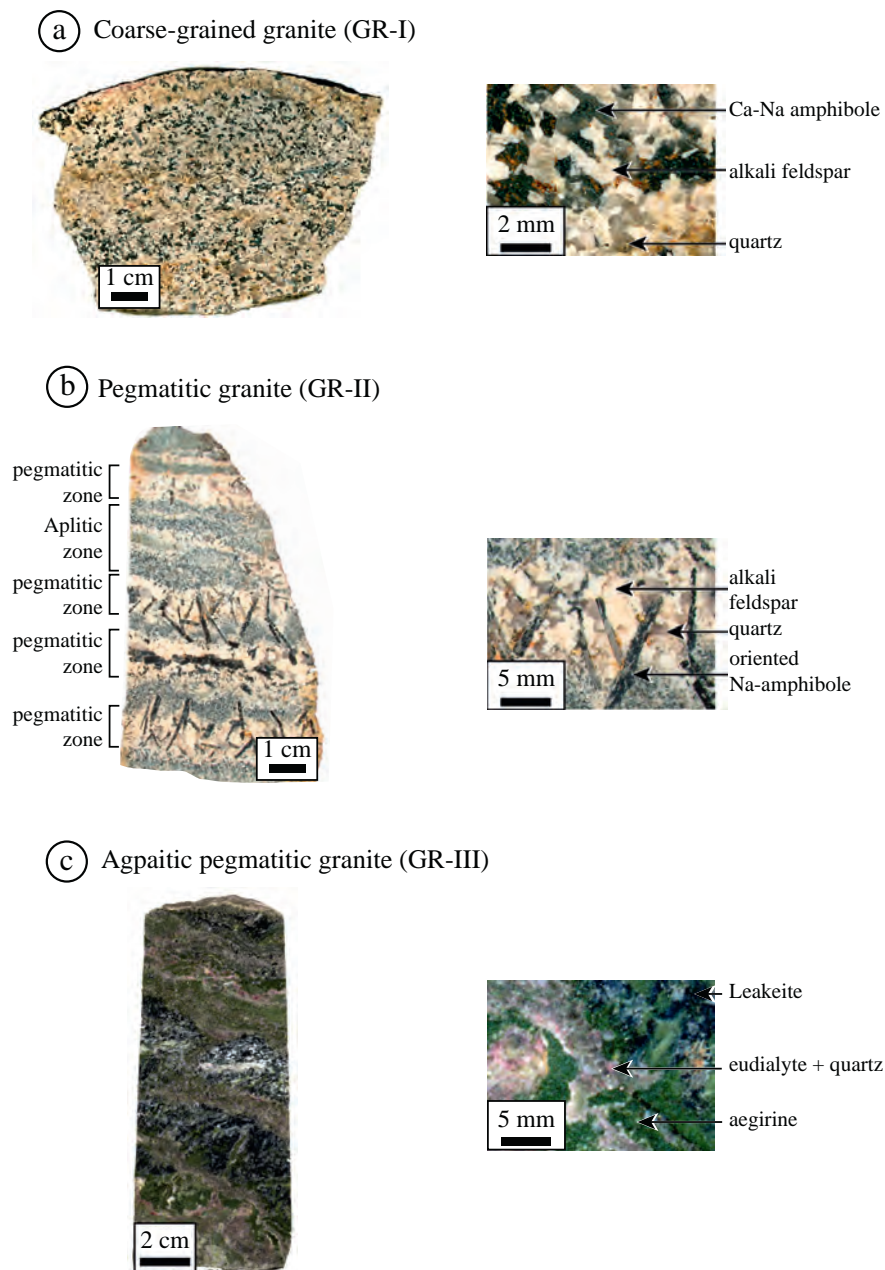 a Coarse-grained granite (GR-I)
Ca-Na amphibole
alkali feldspar
2 mm
quartz
1 cm
b Pegmatitic granite (GR-II)
pegmatitic
zone
Aplitic
zone
pegmatitic
zone
pegmatitic
zone
pegmatitic
zone
1 cm
alkali
feldspar
quartz
oriented
Na-amphibole
5 mm
c Agpaitic pegmatitic granite (GR-III)
Leakeite
eudialyte + quartz
5 mm
aegirine
2 cm